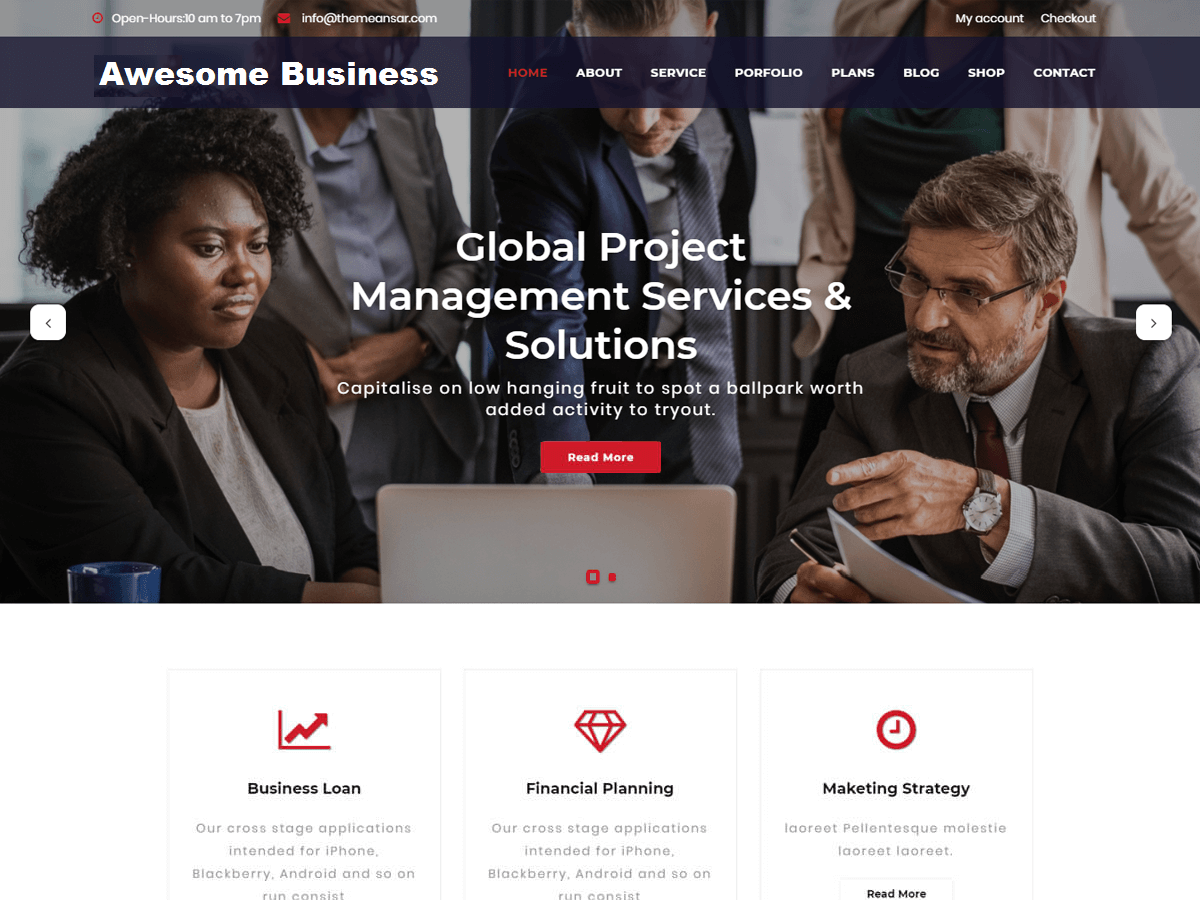 Open-Hours:10 am to 7pm info@themeansar.com My account Checkout
Awesome Business HOME ABOUT SERVICE PORFOLIO PLANS BLOG SHOP CONTACT
Global Project
Management Services &
Solutions
Capitalise on low hanging fruit to spot a ballpark worth
added activity to tryout.
Read More
Business Loan
Our cross stage applications
intended for iPhone,
Blackberry, Android and so on
run consist
Financial Planning
Our cross stage applications
intended for iPhone,
Blackberry, Android and so on
run consist
Maketing Strategy
laoreet Pellentesque molestie
laoreet laoreet.
Read More